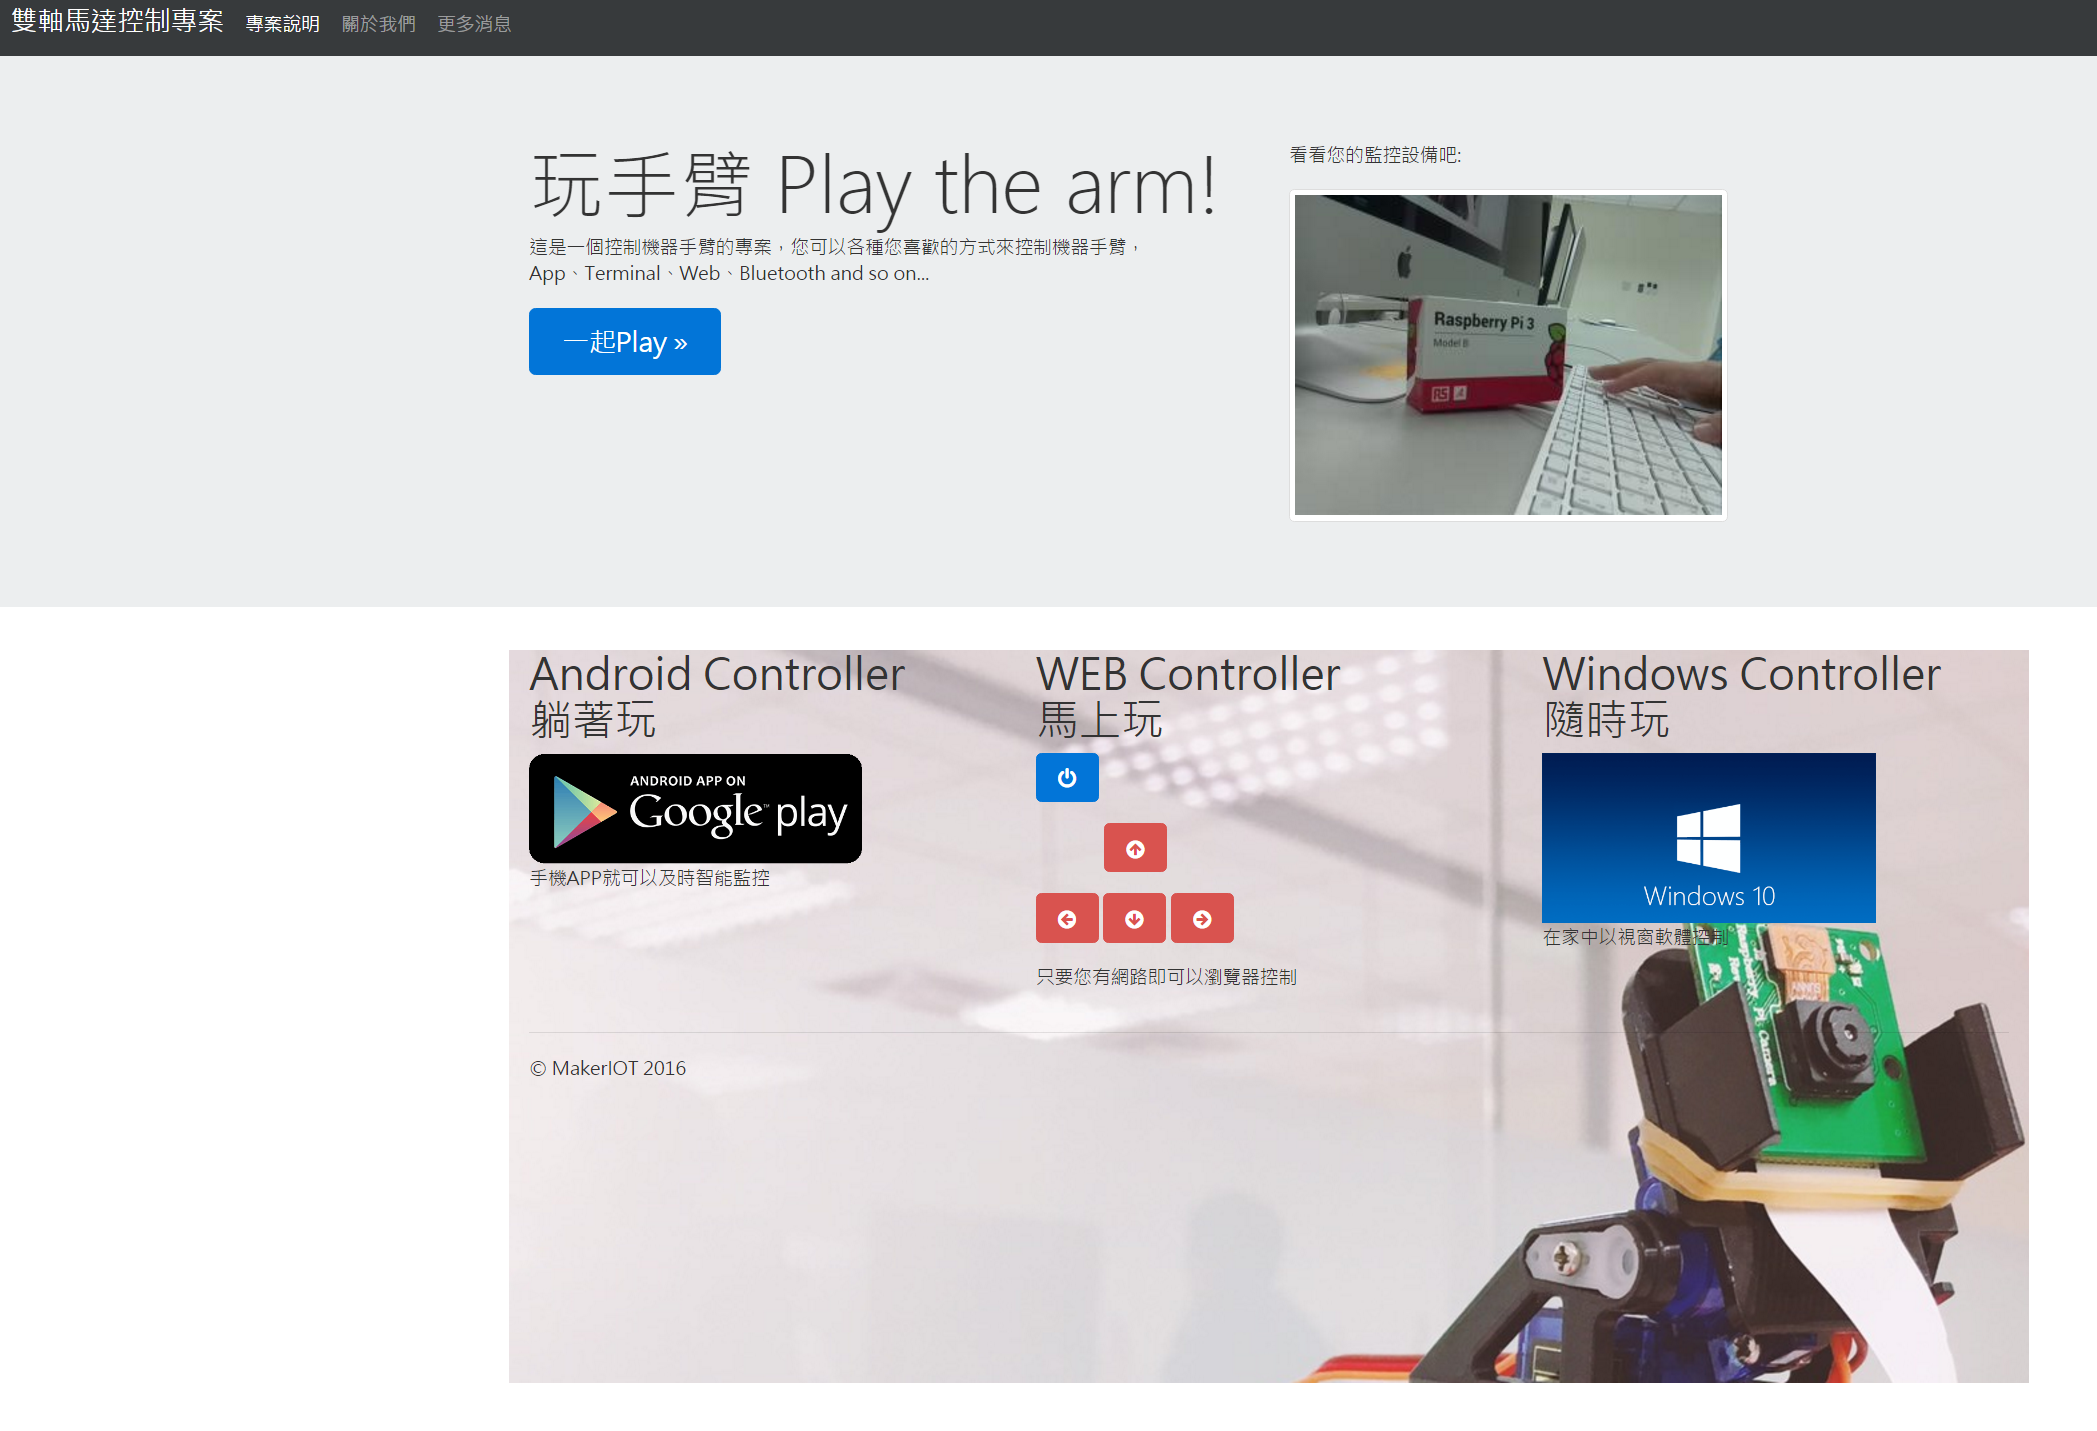 雙軸馬達控制專案 專案說明 關於我們 更多消息
玩手臂 Play the arm!
這是一個控制機器手臂的專案，您可以各種您喜歡的方式來控制機器手臂，
App、Terminal、Web、Bluetooth and so on...
一起Play »
看看您的監控設備吧:
Raspberry Pi 3
Model B
RS
Android Controller
躺著玩
ANDROID APP ON
Google™ play
手機APP就可以及時智能監控
WEB Controller
馬上玩
只要您有網路即可以瀏覽器控制
Windows Controller
隨時玩
Windows 10
在家中以視窗軟體控制
© MakerIOT 2016